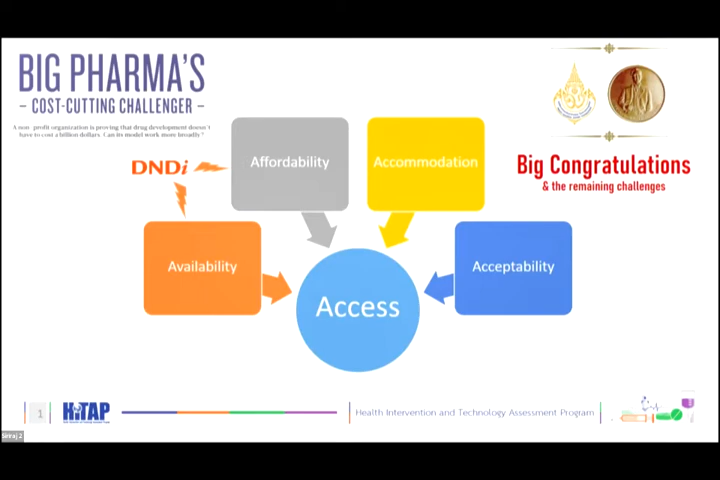 BIG PHARMA'S
– COST-CUTTING CHALLENGER –
A non-profit organization is proving that drug development doesn't
have to cost a billion dollars. Can its model work more broadly?
DNDi
Affordability
Accommodation
Big Congratulations
& the remaining challenges
Availability
Acceptability
Access
1
HITAP
Health Intervention and Technology Assessment Program
Siriraj 2